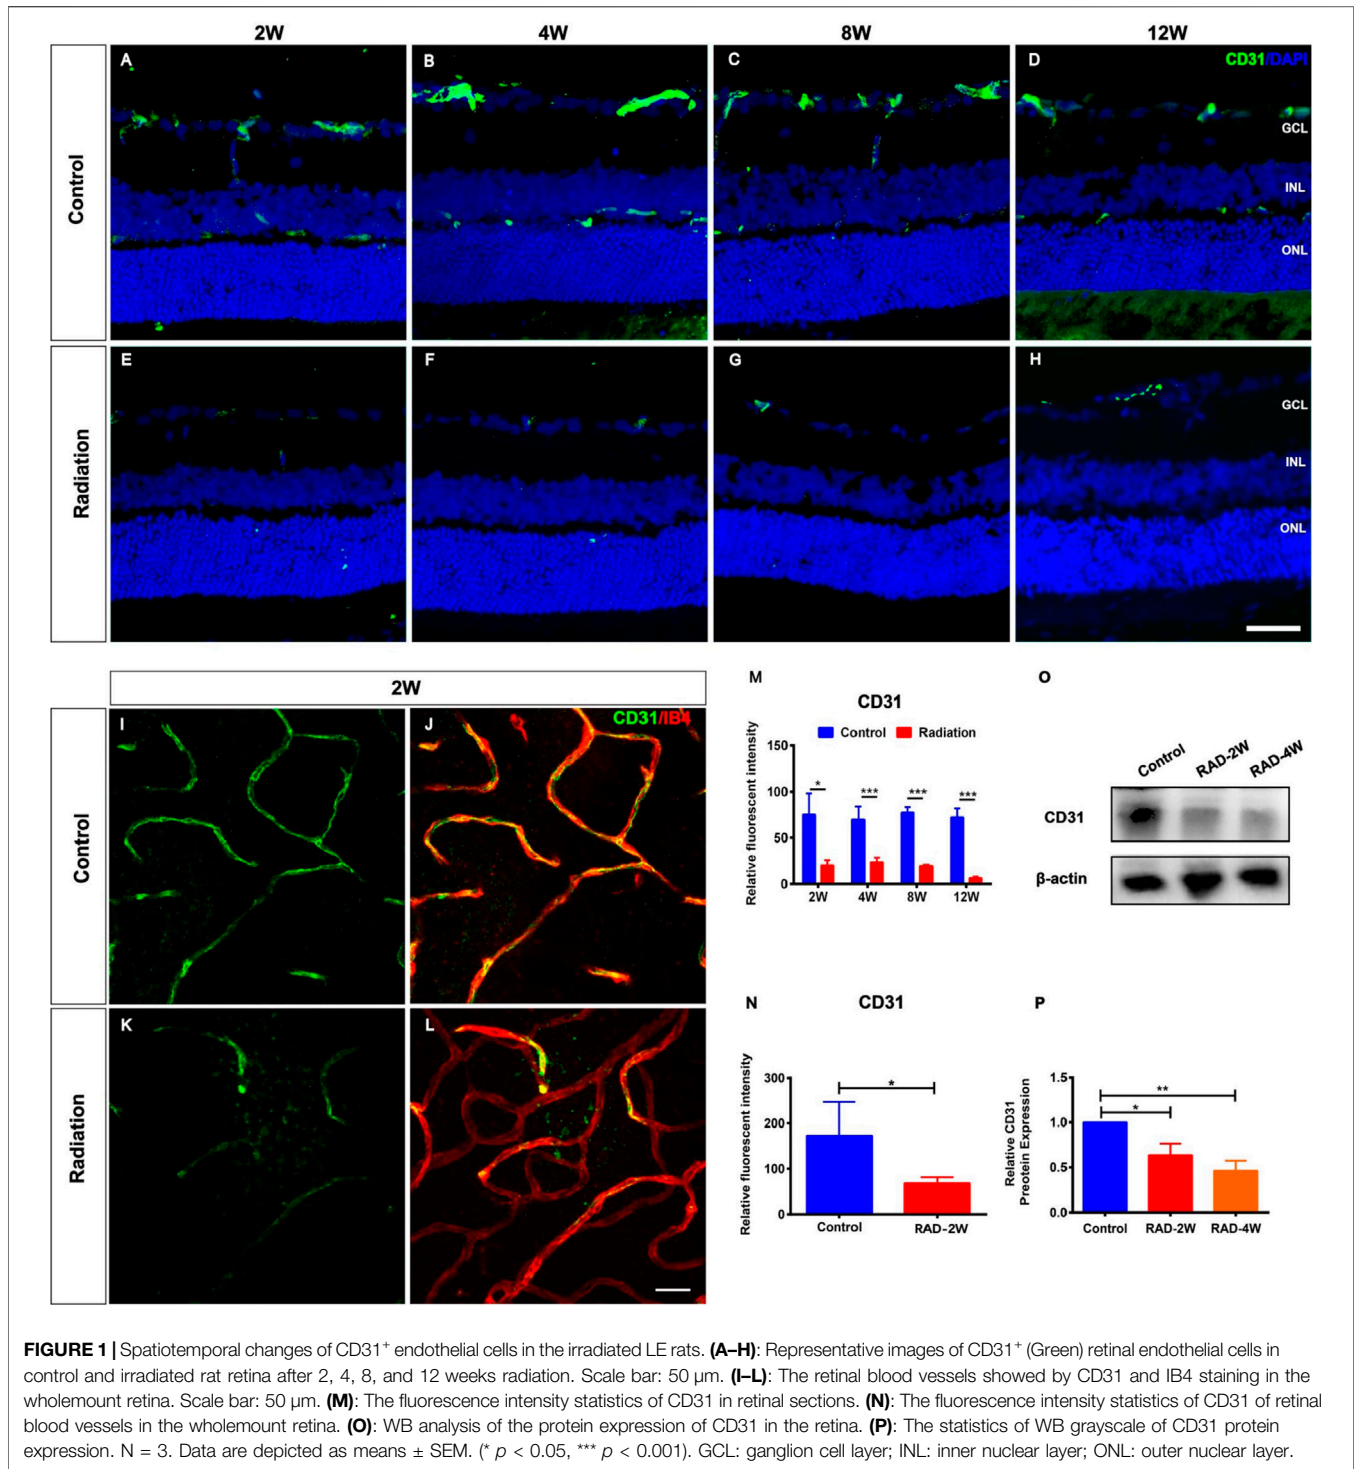 2W 4W 8W 12W
Control
A B C D CD31/DAPI
GCL
INL
ONL
Radiation
E F G H
GCL
INL
ONL
2W
Control
I J CD31/IB4
Radiation
K L
M
CD31
Control Radiation
Relative fluorescent intensity
150
100
50
0
* *** *** ***
2W 4W 8W 12W
O
Control RAD-2W RAD-4W
CD31
β-actin
N
CD31
Relative fluorescent intensity
300
200
100
0
*
Control RAD-2W
P
Relative CD31
Preotein Expression
1.5
1.0
0.5
0.0
**
*
Control RAD-2W RAD-4W
FIGURE 1 | Spatiotemporal changes of CD31+ endothelial cells in the irradiated LE rats. (A–H): Representative images of CD31+ (Green) retinal endothelial cells in
control and irradiated rat retina after 2, 4, 8, and 12 weeks radiation. Scale bar: 50 μm. (I–L): The retinal blood vessels showed by CD31 and IB4 staining in the
wholemount retina. Scale bar: 50 μm. (M): The fluorescence intensity statistics of CD31 in retinal sections. (N): The fluorescence intensity statistics of CD31 of retinal
blood vessels in the wholemount retina. (O): WB analysis of the protein expression of CD31 in the retina. (P): The statistics of WB grayscale of CD31 protein
expression. N = 3. Data are depicted as means ± SEM. (* p < 0.05, *** p < 0.001). GCL: ganglion cell layer; INL: inner nuclear layer; ONL: outer nuclear layer.